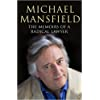 MICHAEL
MANSFIELD
THE MEMOIRS OF A
RADICAL LAWYER